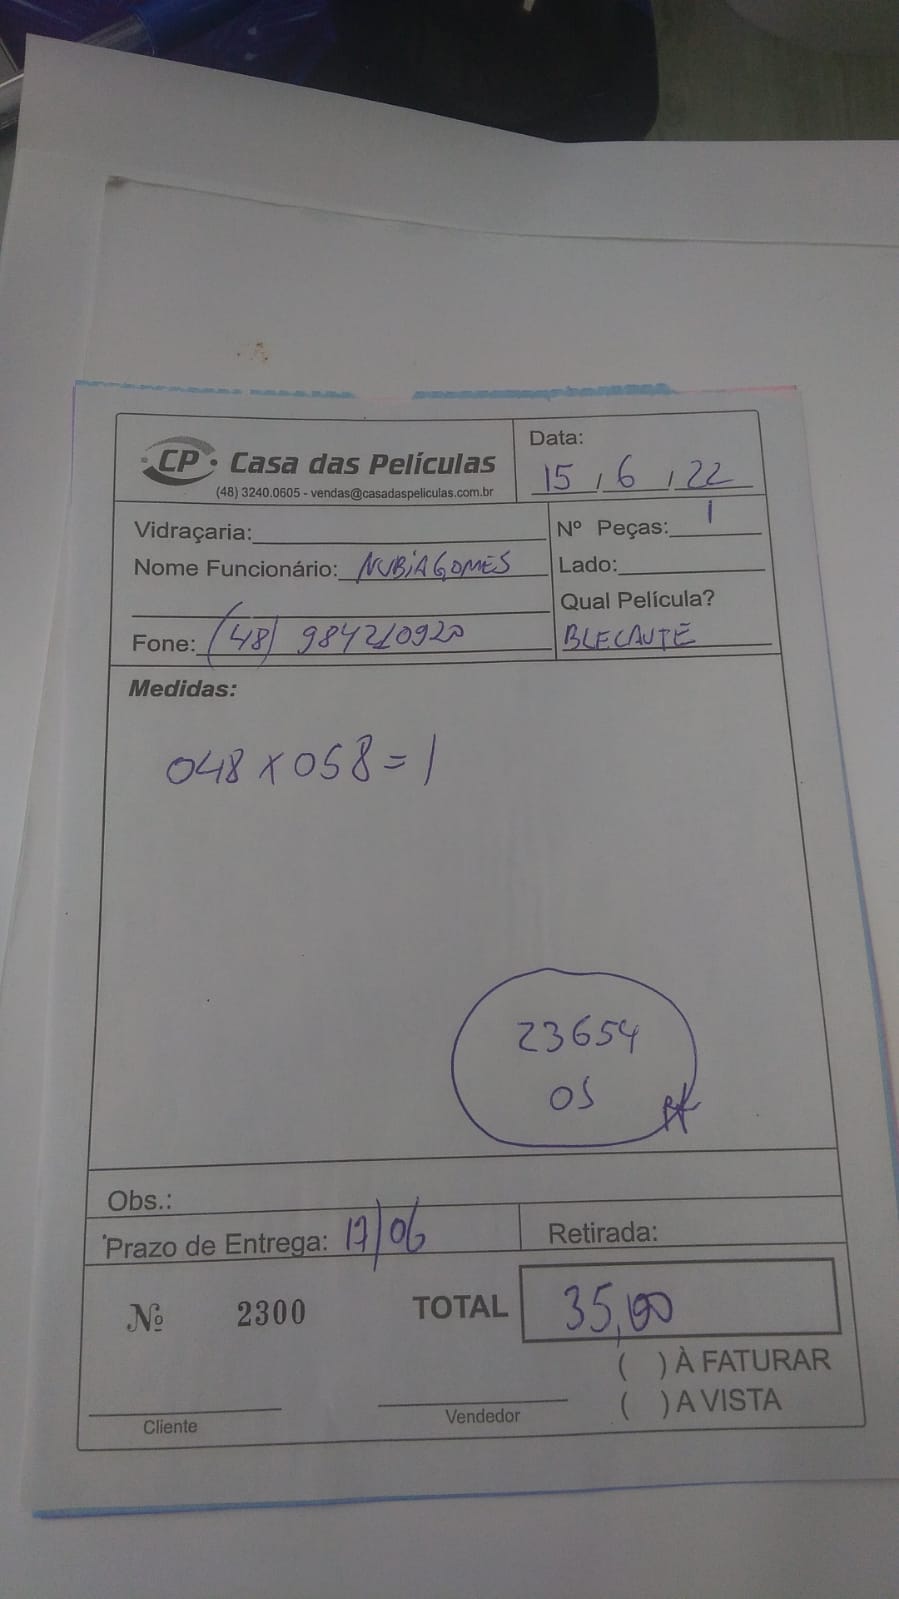 CP Casa das Películas
(48) 3240.0605 - vendas@casadaspeliculas.com.br
Data:
15 / 6 / 22
Vidraçaria:
Nº Peças: 1
Nome Funcionário: NUBIA GOMES
Lado:
Qual Película?
Fone: (48) 984210920
BLECAUTE
Medidas:
048 x 058 = 1
23654
OS
Obs.:
Prazo de Entrega: 17/06
Retirada:
Nº 2300
TOTAL 35,00
( ) À FATURAR
( ) A VISTA
Cliente
Vendedor